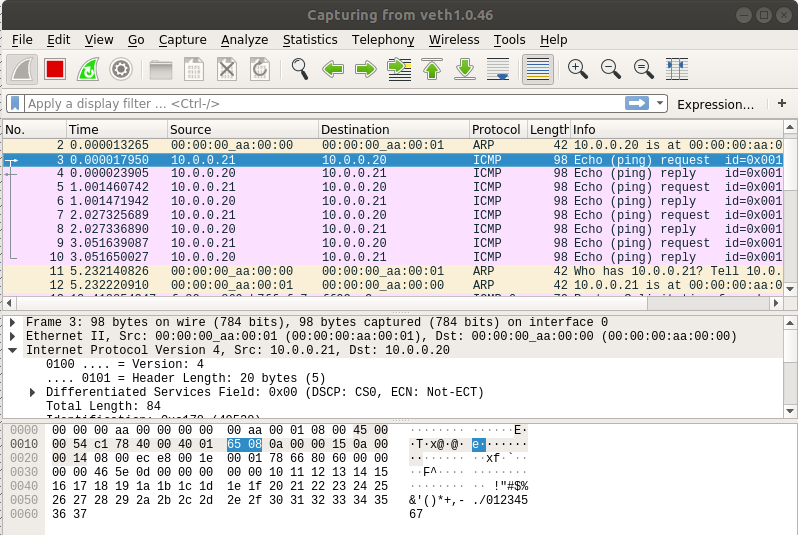 Capturing from veth1.0.46
File Edit View Go Capture Analyze Statistics Telephony Wireless Tools Help
Apply a display filter ... <Ctrl-/> Expression... +
No. Time Source Destination Protocol Length Info
2 0.000013265 00:00:00_aa:00:00 00:00:00_aa:00:01 ARP 42 10.0.0.20 is at 00:00:00:aa:0
3 0.000017950 10.0.0.21 10.0.0.20 ICMP 98 Echo (ping) request id=0x001
4 0.000023905 10.0.0.20 10.0.0.21 ICMP 98 Echo (ping) reply id=0x001
5 1.001460742 10.0.0.21 10.0.0.20 ICMP 98 Echo (ping) request id=0x001
6 1.001471942 10.0.0.20 10.0.0.21 ICMP 98 Echo (ping) reply id=0x001
7 2.027325689 10.0.0.21 10.0.0.20 ICMP 98 Echo (ping) request id=0x001
8 2.027336890 10.0.0.20 10.0.0.21 ICMP 98 Echo (ping) reply id=0x001
9 3.051639087 10.0.0.21 10.0.0.20 ICMP 98 Echo (ping) request id=0x001
10 3.051650027 10.0.0.20 10.0.0.21 ICMP 98 Echo (ping) reply id=0x001
11 5.232140826 00:00:00_aa:00:00 00:00:00_aa:00:01 ARP 42 Who has 10.0.0.21? Tell 10.0.
12 5.232220910 00:00:00_aa:00:01 00:00:00_aa:00:00 ARP 42 10.0.0.21 is at 00:00:00:aa:0
Frame 3: 98 bytes on wire (784 bits), 98 bytes captured (784 bits) on interface 0
Ethernet II, Src: 00:00:00_aa:00:01 (00:00:00:aa:00:01), Dst: 00:00:00_aa:00:00 (00:00:00:aa:00:00)
Internet Protocol Version 4, Src: 10.0.0.21, Dst: 10.0.0.20
0100 .... = Version: 4
.... 0101 = Header Length: 20 bytes (5)
Differentiated Services Field: 0x00 (DSCP: CS0, ECN: Not-ECT)
Total Length: 84
0000 00 00 00 aa 00 00 00 00 00 aa 00 01 08 00 45 00 ········ ······E·
0010 00 54 c1 78 40 00 40 01 65 08 0a 00 00 15 0a 00 ·T·x@·@· e·······
0020 00 14 08 00 ec e8 00 1e 00 01 78 66 80 60 00 00 ········ ··xf·`··
0030 00 00 46 5e 0d 00 00 00 00 00 10 11 12 13 14 15 ··F^···· ········
0040 16 17 18 19 1a 1b 1c 1d 1e 1f 20 21 22 23 24 25 ········ ·· !"#$%
0050 26 27 28 29 2a 2b 2c 2d 2e 2f 30 31 32 33 34 35 &'()*+,- ./012345
0060 36 37 67